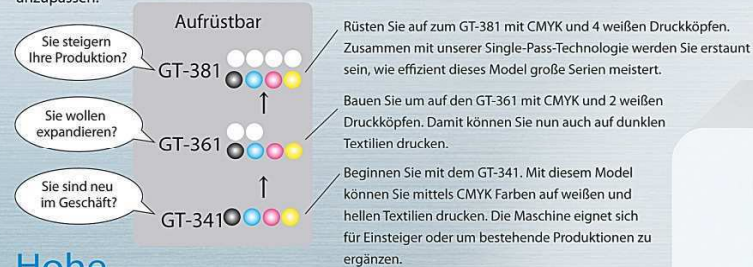 anzupassen.
Aufrüstbar
Sie steigern
Ihre Produktion?
GT-381
Rüsten Sie auf zum GT-381 mit CMYK und 4 weißen Druckköpfen.
Zusammen mit unserer Single-Pass-Technologie werden Sie erstaunt
sein, wie effizient dieses Model große Serien meistert.
Sie wollen
expandieren?
GT-361
Bauen Sie um auf den GT-361 mit CMYK und 2 weißen
Druckköpfen. Damit können Sie nun auch auf dunklen
Textilien drucken.
Sie sind neu
im Geschäft?
GT-341
Beginnen Sie mit dem GT-341. Mit diesem Model
können Sie mittels CMYK Farben auf weißen und
hellen Textilien drucken. Die Maschine eignet sich
für Einsteiger oder um bestehende Produktionen zu
ergänzen.
Hohe